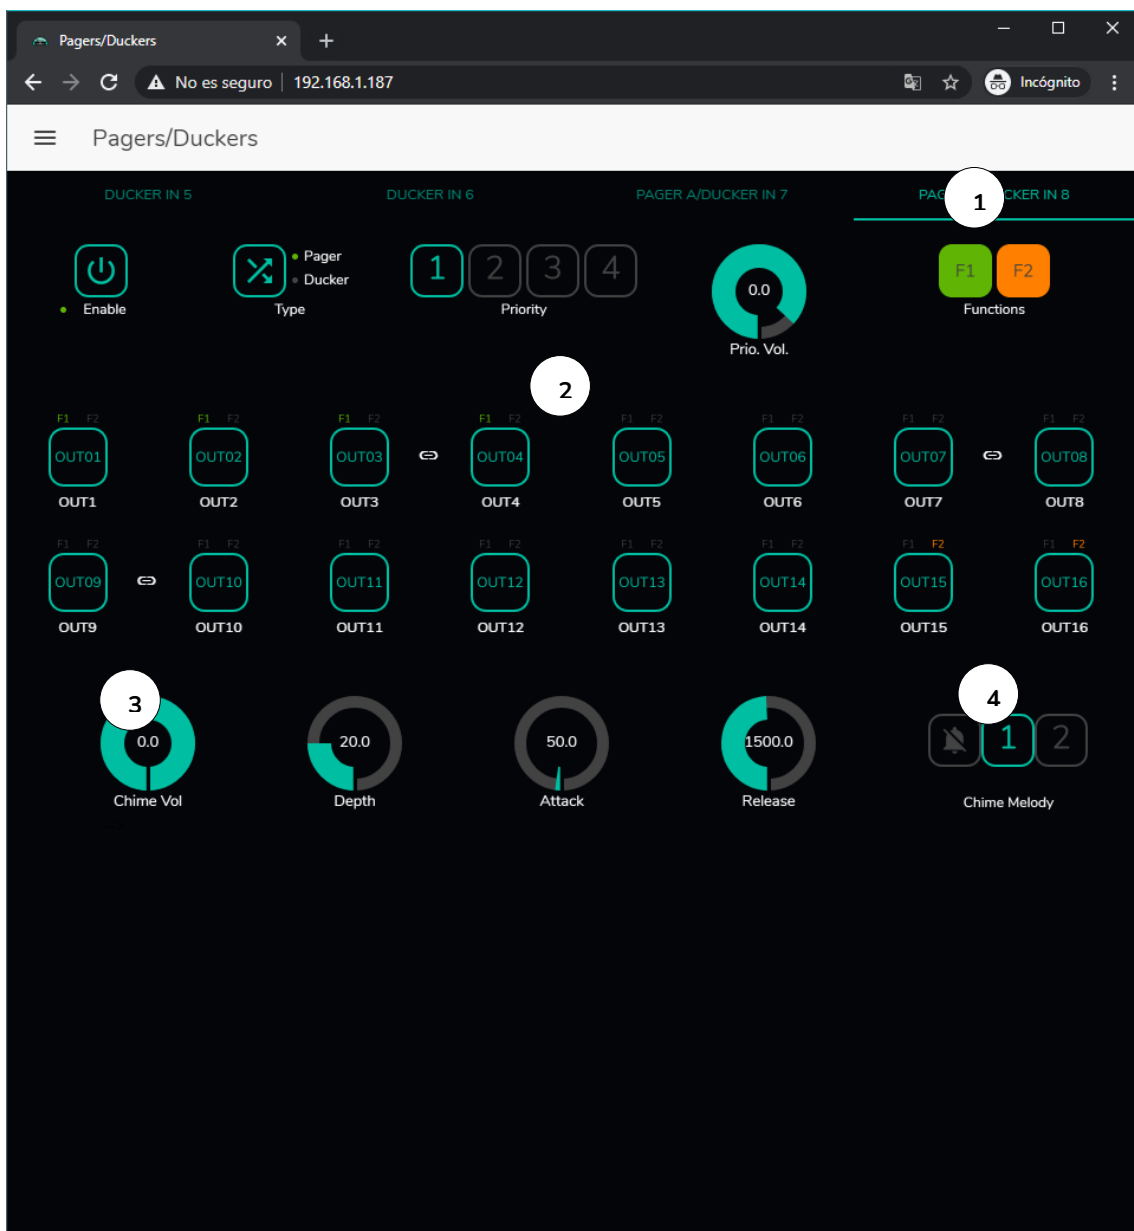 Pagers/Duckers
No es seguro 192.168.1.187 Incógnito
Pagers/Duckers
DUCKER IN 5 DUCKER IN 6 PAGER A/DUCKER IN 7 PA 1 CKER IN 8
Pager
Ducker
1 2 3 4
0.0
F1 F2
Enable Type Priority Functions
Prio. Vol.
2
F1 F2 F1 F2 F1 F2 F1 F2 F1 F2 F1 F2 F1 F2 F1 F2
OUT01 OUT02 OUT03 OUT04 OUT05 OUT06 OUT07 OUT08
OUT1 OUT2 OUT3 OUT4 OUT5 OUT6 OUT7 OUT8
F1 F2 F1 F2 F1 F2 F1 F2 F1 F2 F1 F2 F1 F2 F1 F2
OUT09 OUT10 OUT11 OUT12 OUT13 OUT14 OUT15 OUT16
OUT9 OUT10 OUT11 OUT12 OUT13 OUT14 OUT15 OUT16
3 4
0.0 20.0 50.0 1500.0 1 2
Chime Vol Depth Attack Release Chime Melody